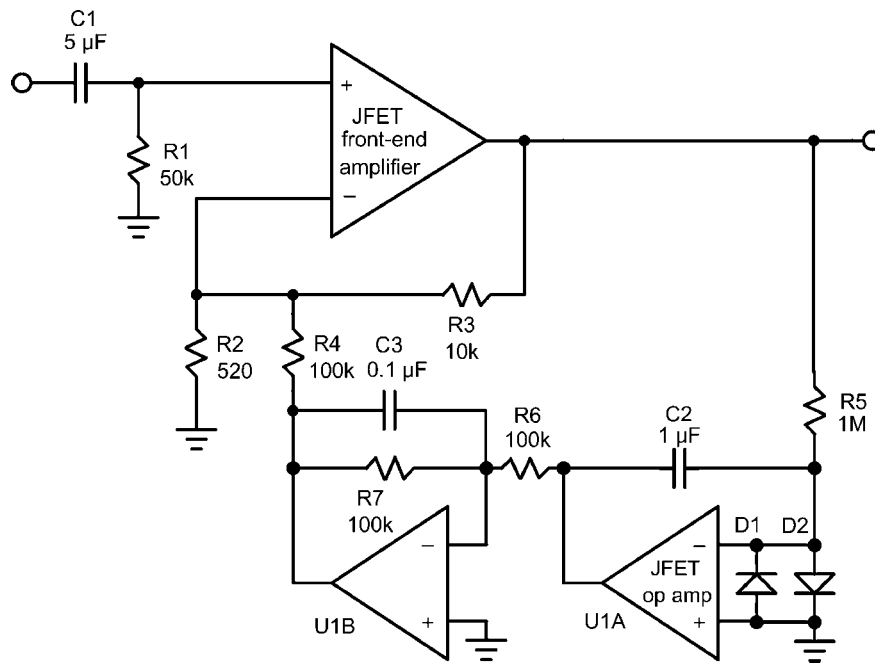 C1
5 µF
+
JFET
front-end
amplifier
−
R1
50k
R3
10k
R2
520
R4
100k
C3
0.1 µF
R5
1M
R6
100k
C2
1 µF
R7
100k
D1
D2
−
+
U1B
−
JFET
op amp
+
U1A